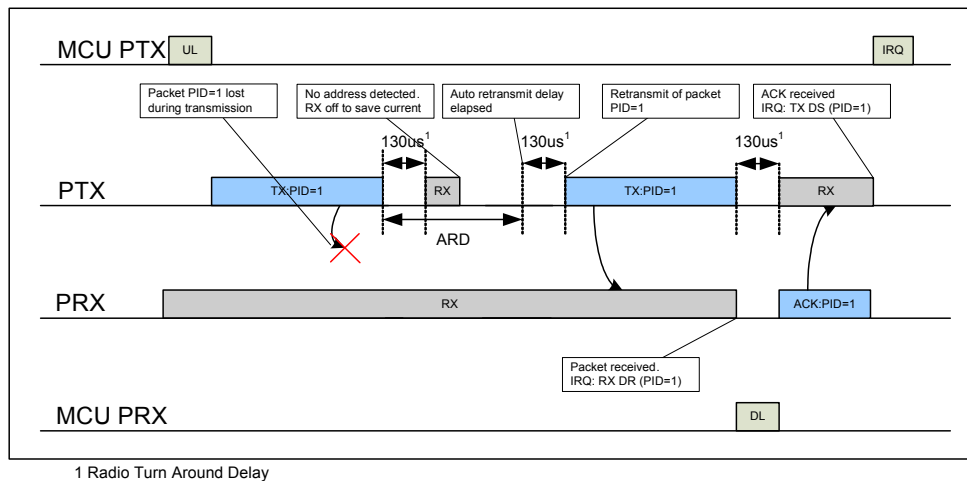 MCU PTX
UL
IRQ
Packet PID=1 lost
during transmission
No address detected.
RX off to save current
Auto retransmit delay
elapsed
Retransmit of packet
PID=1
ACK received
IRQ: TX DS (PID=1)
130us1
130us1
130us1
PTX
TX:PID=1
RX
TX:PID=1
RX
ARD
PRX
RX
ACK:PID=1
Packet received.
IRQ: RX DR (PID=1)
MCU PRX
DL
1 Radio Turn Around Delay